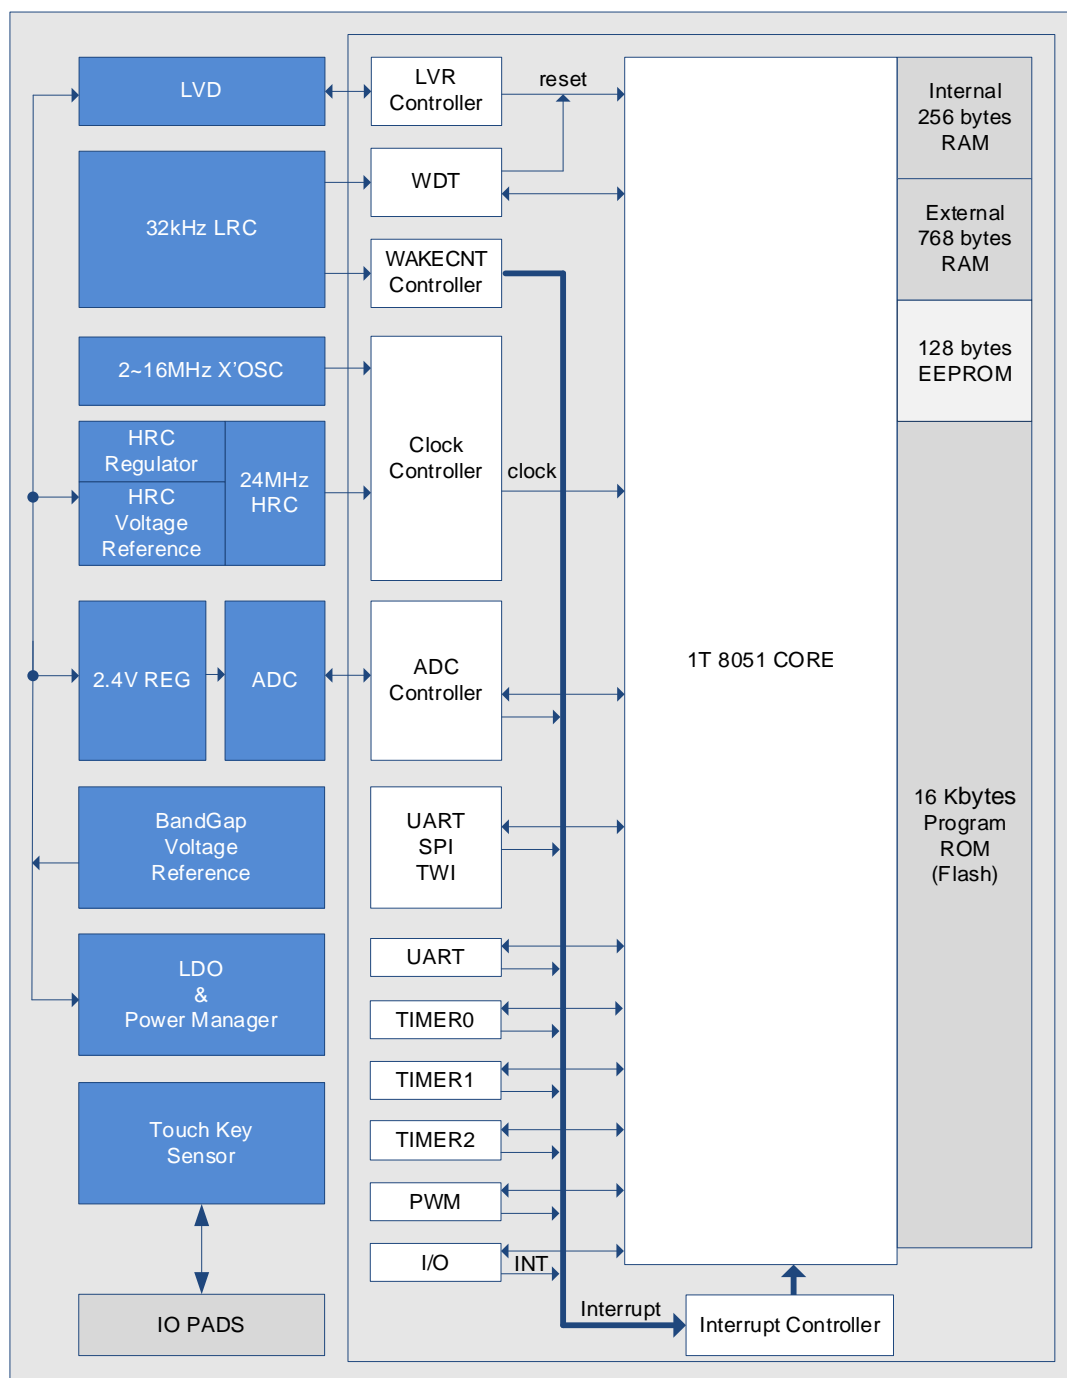 LVD
LVR
Controller
reset
Internal
256 bytes
RAM
32kHz LRC
WDT
External
768 bytes
RAM
WAKECNT
Controller
2~16MHz X'OSC
128 bytes
EEPROM
HRC
Regulator
HRC
Voltage
Reference
24MHz
HRC
Clock
Controller
clock
2.4V REG
ADC
ADC
Controller
1T 8051 CORE
BandGap
Voltage
Reference
UART
SPI
TWI
16 Kbytes
Program
ROM
(Flash)
LDO
&
Power Manager
UART
TIMER0
TIMER1
Touch Key
Sensor
TIMER2
PWM
I/O
INT
IO PADS
Interrupt
Interrupt Controller